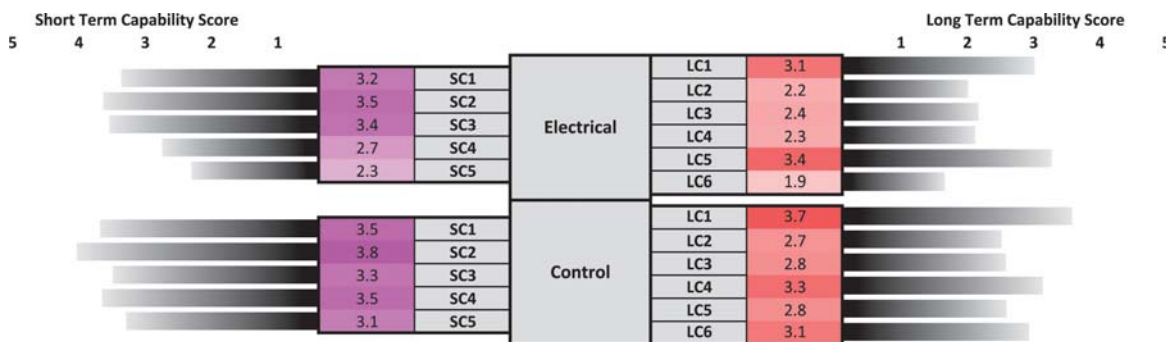 Short Term Capability Score Long Term Capability Score
5 4 3 2 1 1 2 3 4 5
LC1 3.1
3.2 SC1
LC2 2.2
3.5 SC2
LC3 2.4
3.4 SC3 Electrical
LC4 2.3
2.7 SC4
LC5 3.4
2.3 SC5
LC6 1.9
LC1 3.7
3.5 SC1
LC2 2.7
3.8 SC2
LC3 2.8
3.3 SC3 Control
LC4 3.3
3.5 SC4
LC5 2.8
3.1 SC5
LC6 3.1